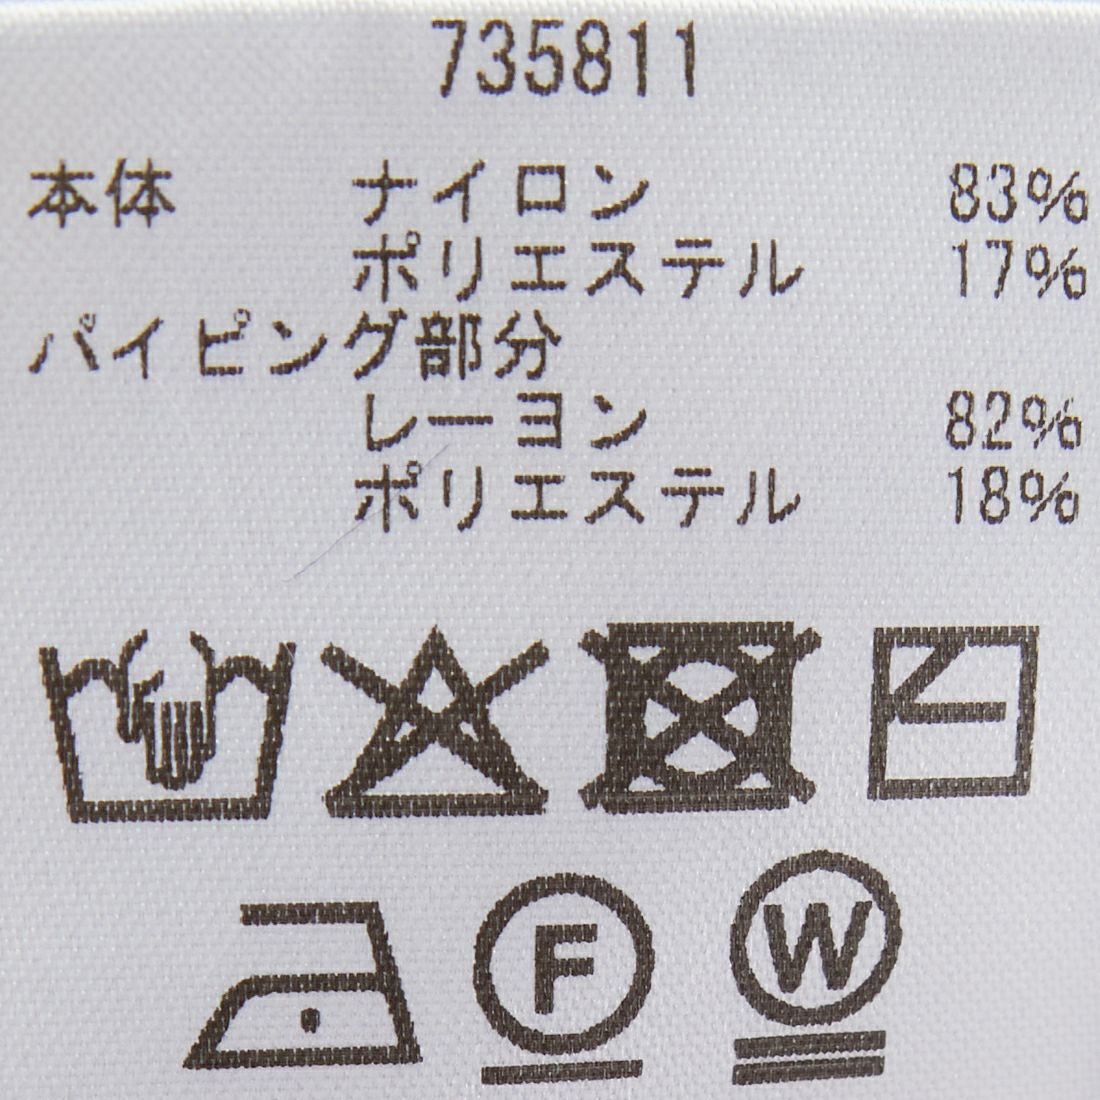 735811
本体 ナイロン 83%
ポリエステル 17%
パイピング部分
レーヨン 82%
ポリエステル 18%
F W